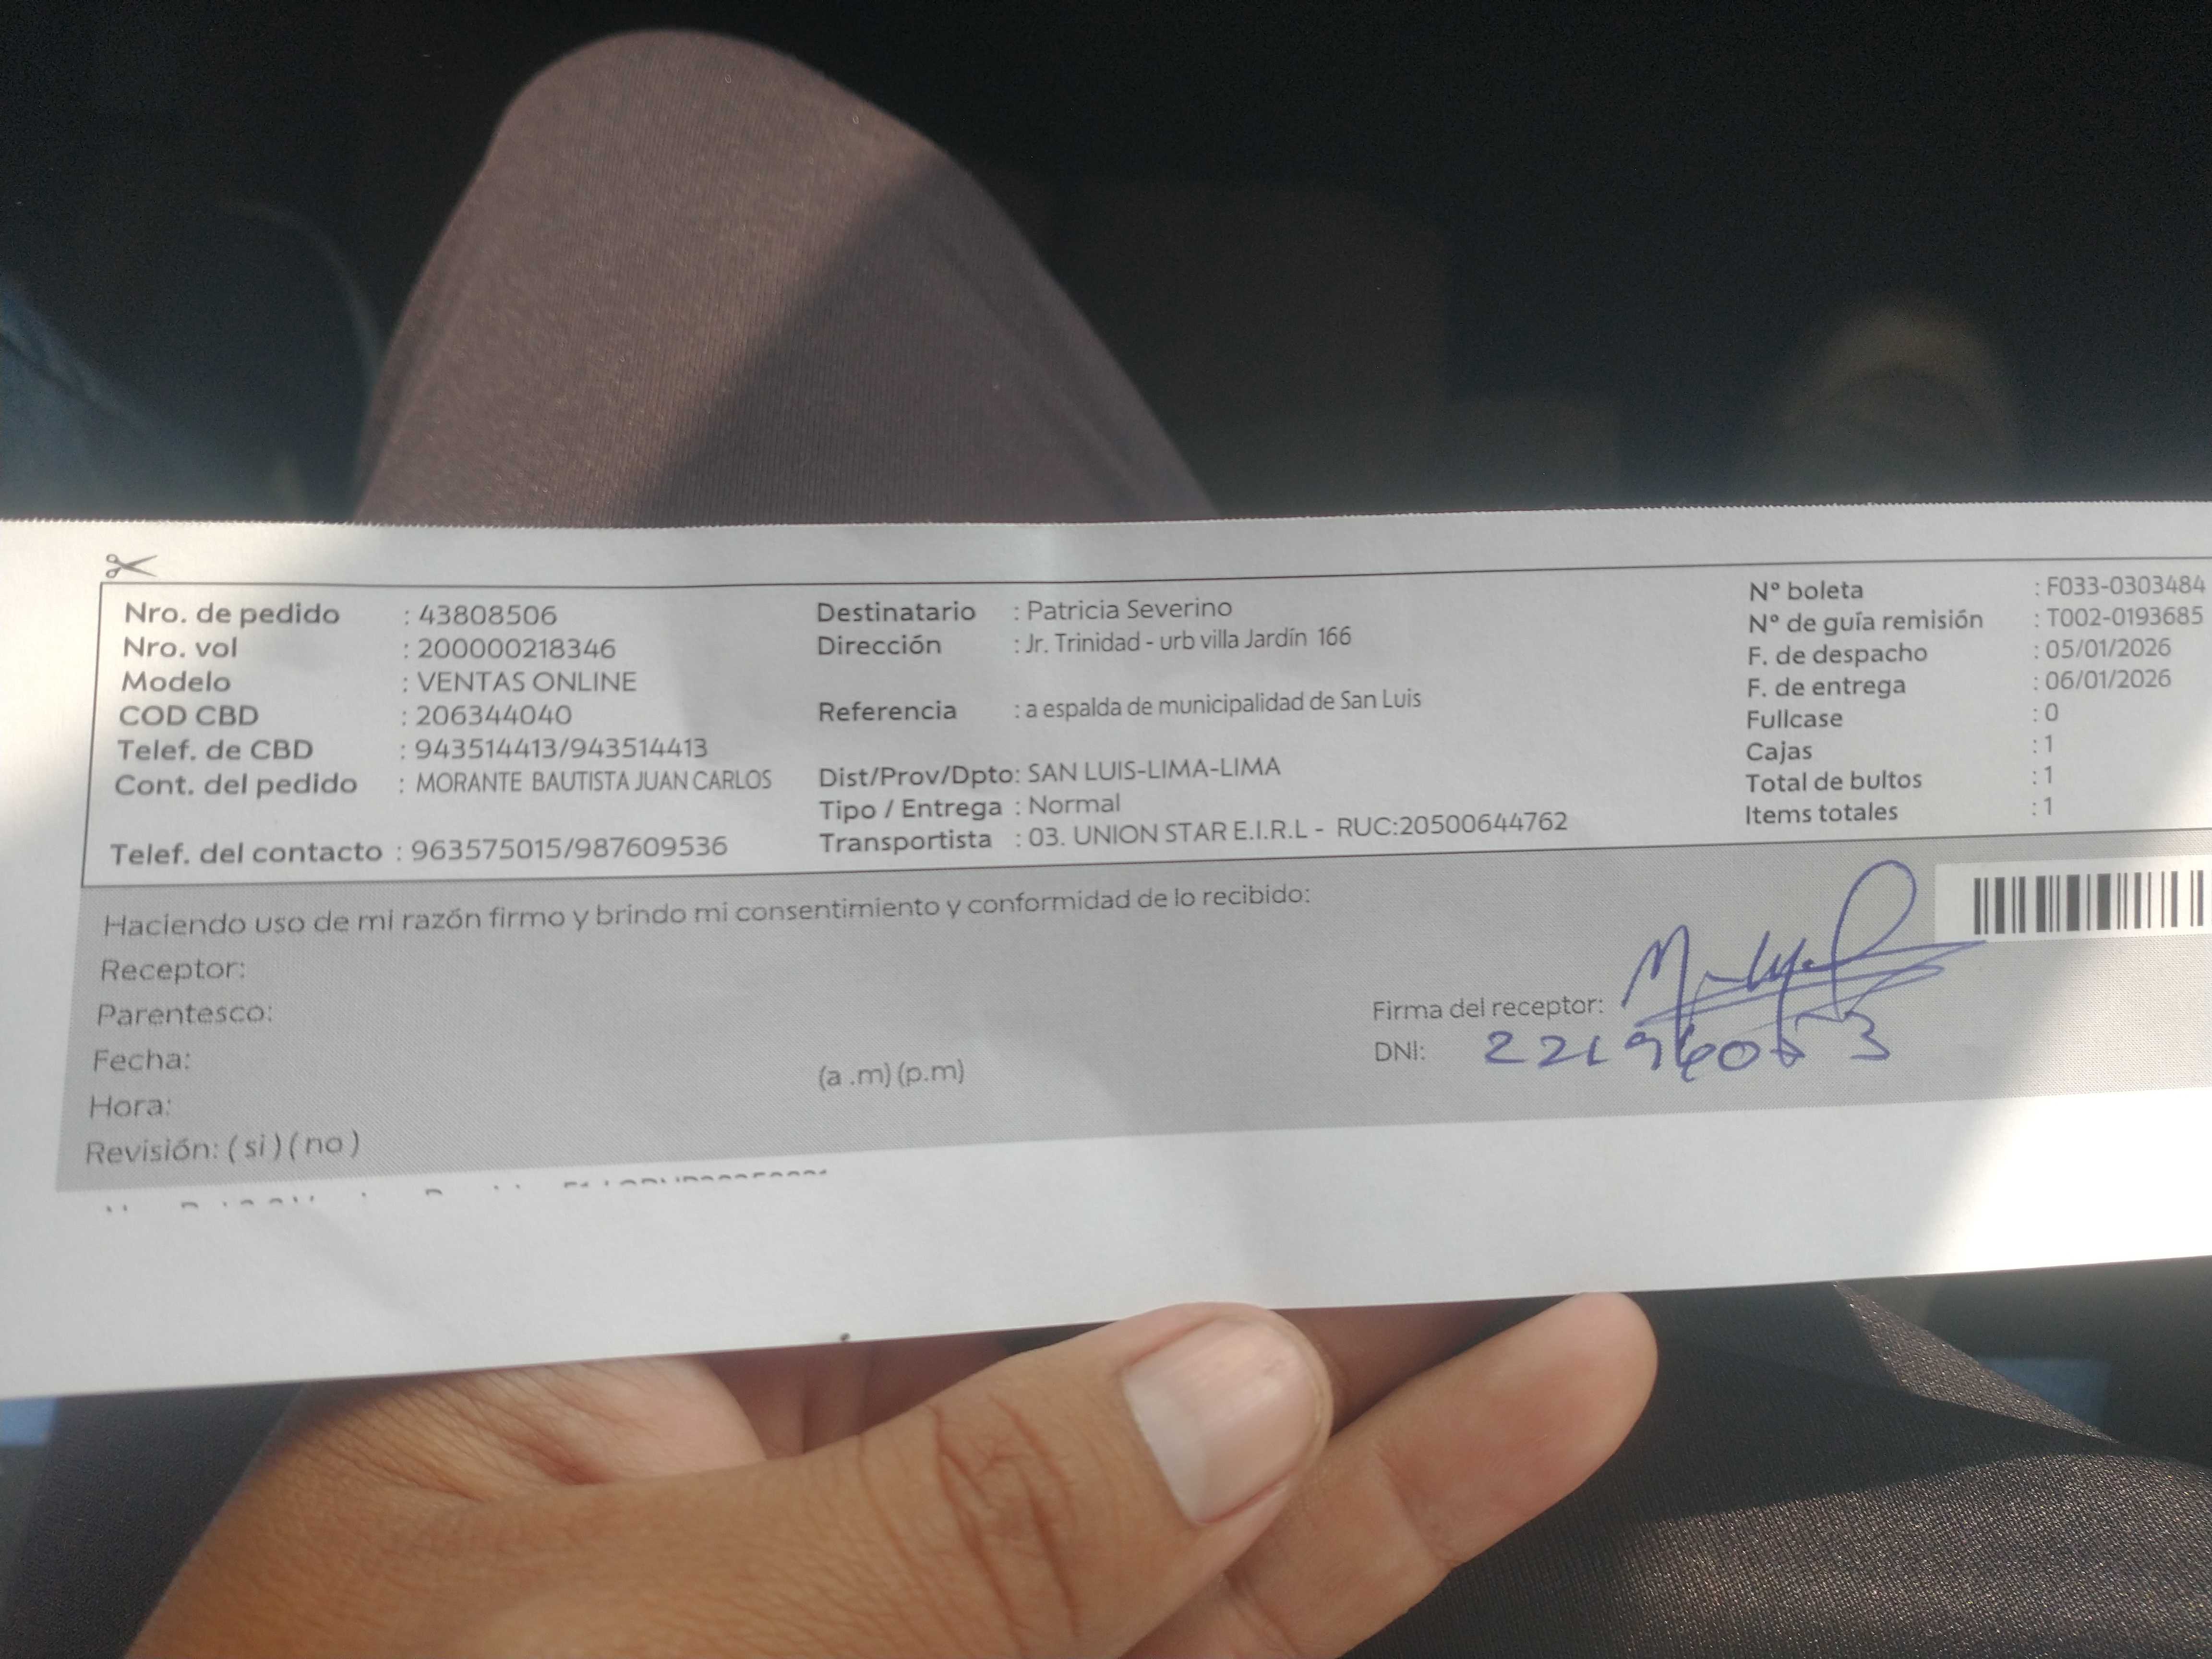 Nro. de pedido : 43808506
Nro. vol : 200000218346
Modelo : VENTAS ONLINE
COD CBD : 206344040
Telef. de CBD : 943514413/943514413
Cont. del pedido : MORANTE BAUTISTA JUAN CARLOS
Telef. del contacto : 963575015/987609536
Destinatario : Patricia Severino
Dirección : Jr. Trinidad - urb villa Jardín 166
Referencia : a espalda de municipalidad de San Luis
Dist/Prov/Dpto: SAN LUIS-LIMA-LIMA
Tipo / Entrega : Normal
Transportista : 03. UNION STAR E.I.R.L - RUC:20500644762
Nº boleta : F033-0303484
Nº de guía remisión : T002-0193685
F. de despacho : 05/01/2026
F. de entrega : 06/01/2026
Fullcase : 0
Cajas : 1
Total de bultos : 1
Items totales : 1
Haciendo uso de mi razón firmo y brindo mi consentimiento y conformidad de lo recibido:
Receptor:
Parentesco:
Fecha:
Hora:
(a .m) (p.m)
Revisión: ( si ) ( no )
Firma del receptor:
DNI: